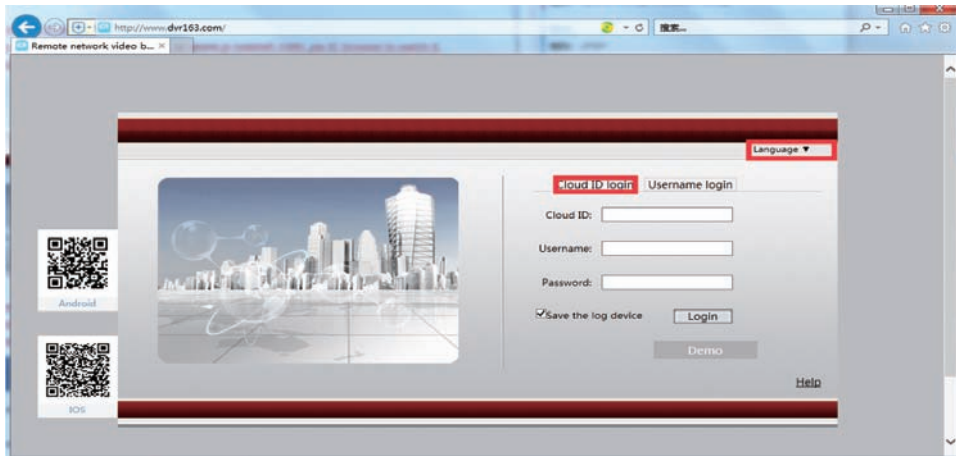 http://www.dvr163.com/
搜索...
Remote network video b...
Language ▼
Cloud ID login
Username login
Cloud ID:
Username:
Password:
Save the log device
Login
Demo
Help
Android
IOS